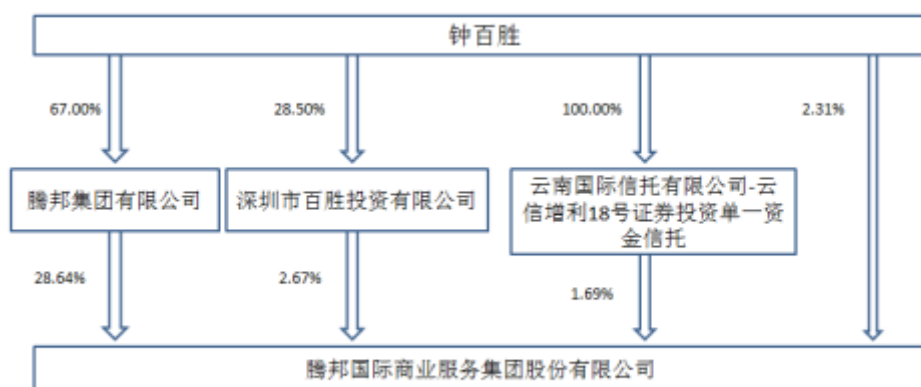 钟百胜
67.00%
28.50%
100.00%
2.31%
腾邦集团有限公司
深圳市百胜投资有限公司
云南国际信托有限公司-云
信增利18号证券投资单一资
金信托
28.64%
2.67%
1.69%
腾邦国际商业服务集团股份有限公司